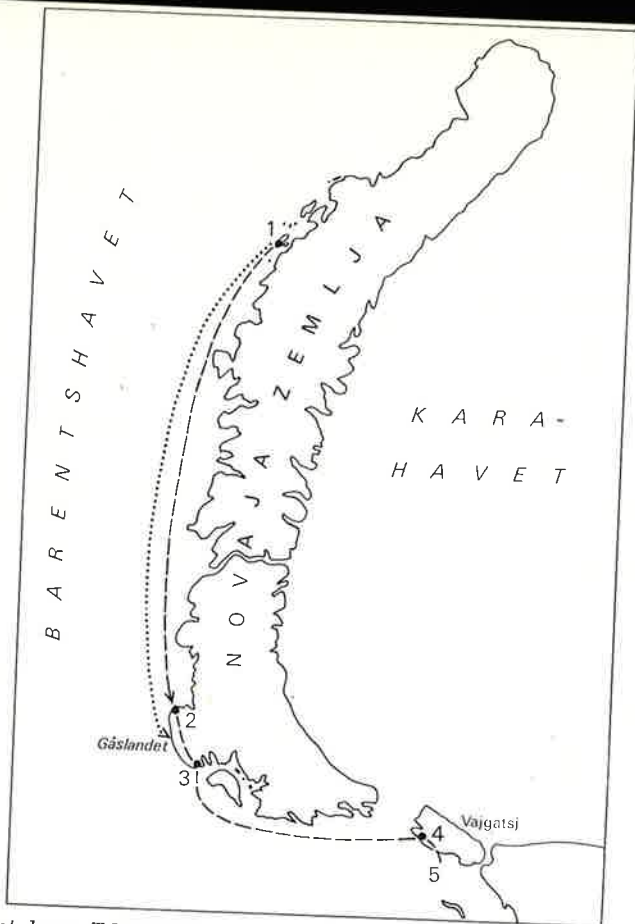 BARENTSHAVET
NOVAJA ZEMLJA
KARA-
HAVET
1
2
Gåslandet
3
4
Vajgatsj
5